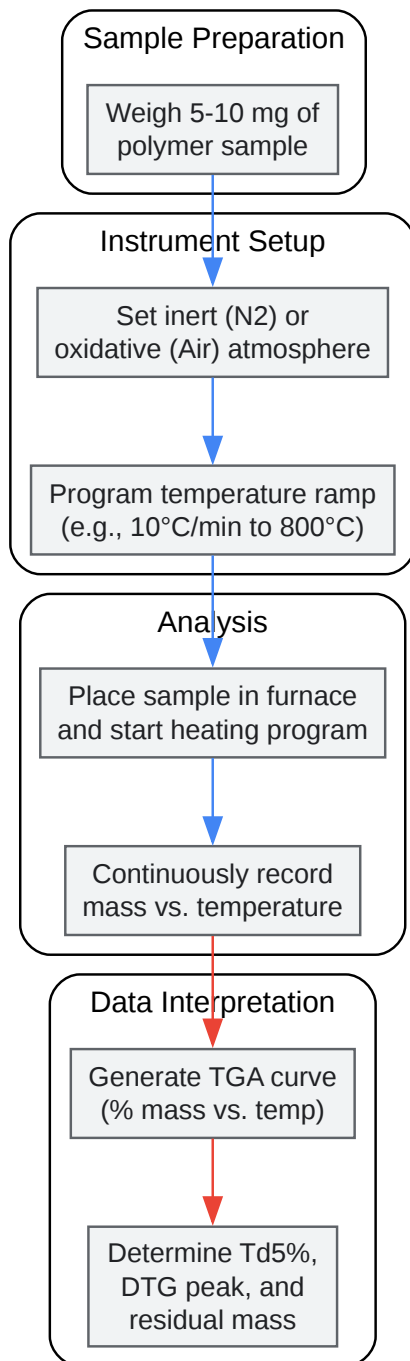 Sample Preparation
Weigh 5-10 mg of
polymer sample
Instrument Setup
Set inert (N2) or
oxidative (Air) atmosphere
Program temperature ramp
(e.g., 10°C/min to 800°C)
Analysis
Place sample in furnace
and start heating program
Continuously record
mass vs. temperature
Data Interpretation
Generate TGA curve
(% mass vs. temp)
Determine Td5%,
DTG peak, and
residual mass